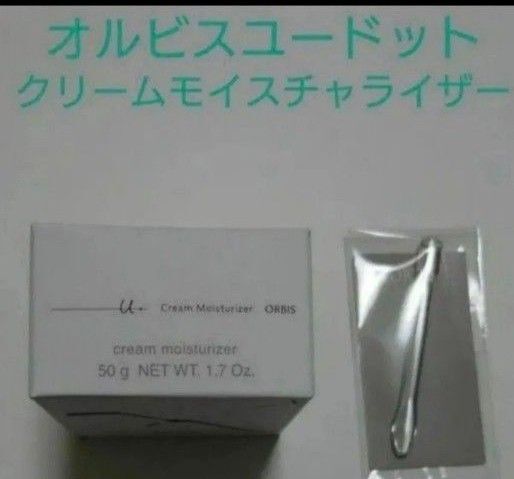 オルビスユードット
クリームモイスチャライザー
u. Cream Moisturizer ORBIS
cream moisturizer
50 g NET WT. 1.7 Oz.